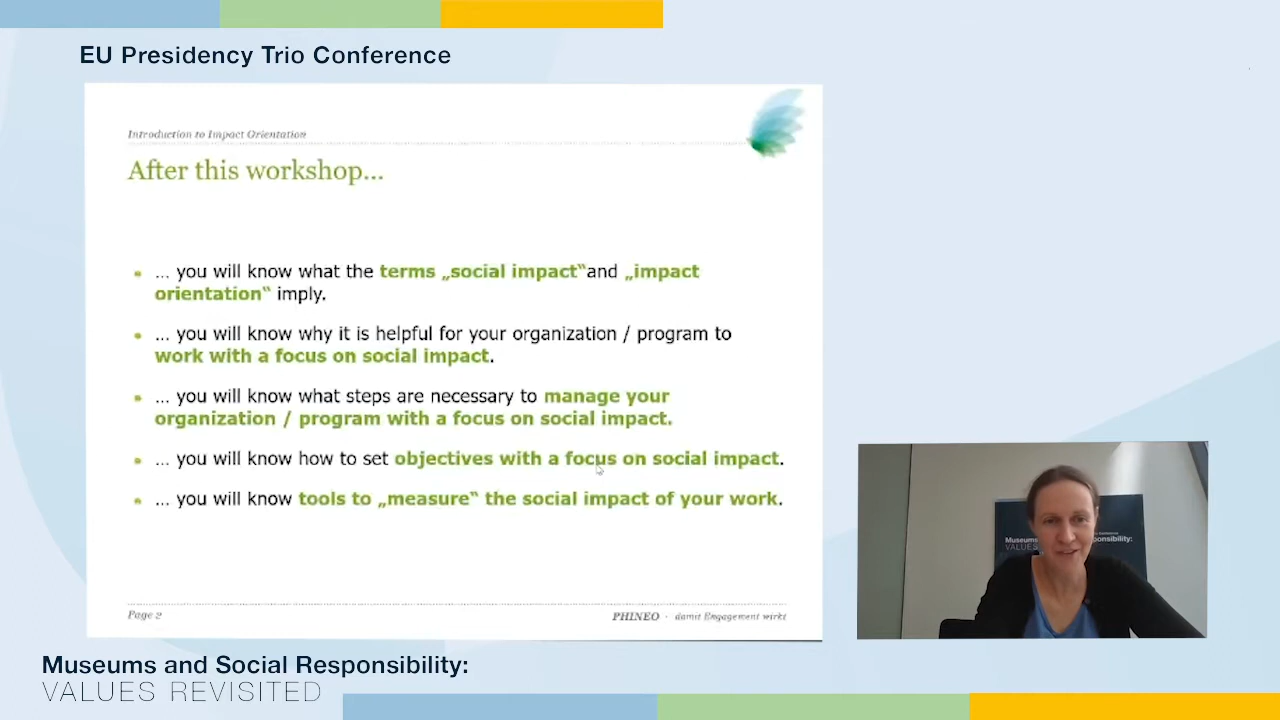 EU Presidency Trio Conference
Introduction to Impact Orientation
After this workshop...
... you will know what the terms „social impact‟and „impact
orientation‟ imply.
... you will know why it is helpful for your organization / program to
work with a focus on social impact.
... you will know what steps are necessary to manage your
organization / program with a focus on social impact.
... you will know how to set objectives with a focus on social impact.
... you will know tools to „measure‟ the social impact of your work.
Page 2
PHINEO · damit Engagement wirkt
Museums
VALUES
esponsibility:
Museums and Social Responsibility:
VALUES REVISITED